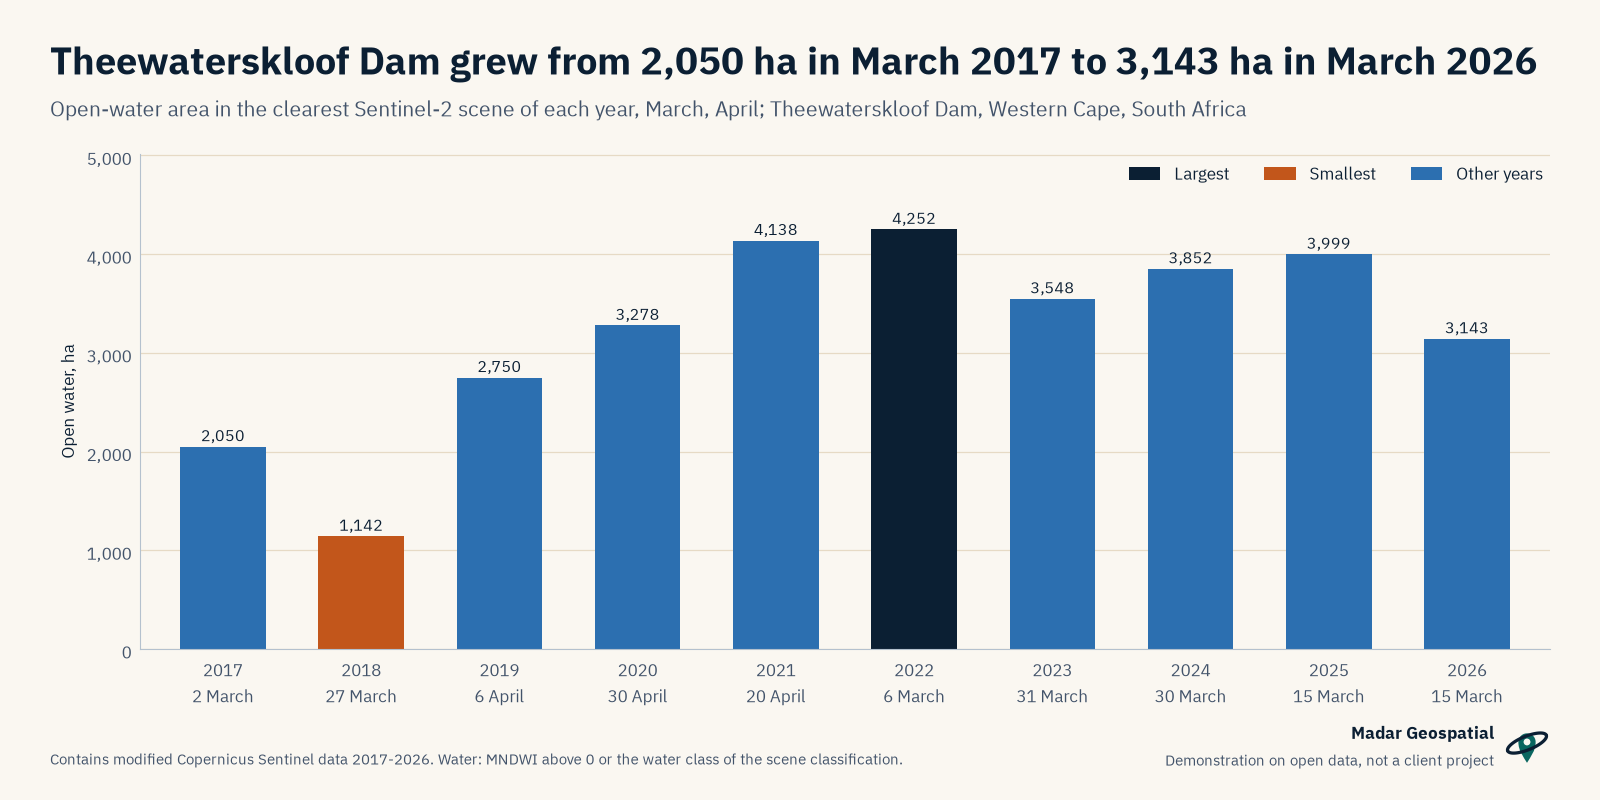 Theewaterskloof Dam grew from 2,050 ha in March 2017 to 3,143 ha in March 2026
Open-water area in the clearest Sentinel-2 scene of each year, March, April; Theewaterskloof Dam, Western Cape, South Africa
Largest Smallest Other years
Open water, ha
5,000
4,000
3,000
2,000
1,000
0
2,050
1,142
2,750
3,278
4,138
4,252
3,548
3,852
3,999
3,143
2017 2018 2019 2020 2021 2022 2023 2024 2025 2026
2 March 27 March 6 April 30 April 20 April 6 March 31 March 30 March 15 March 15 March
Contains modified Copernicus Sentinel data 2017-2026. Water: MNDWI above 0 or the water class of the scene classification.
Madar Geospatial
Demonstration on open data, not a client project